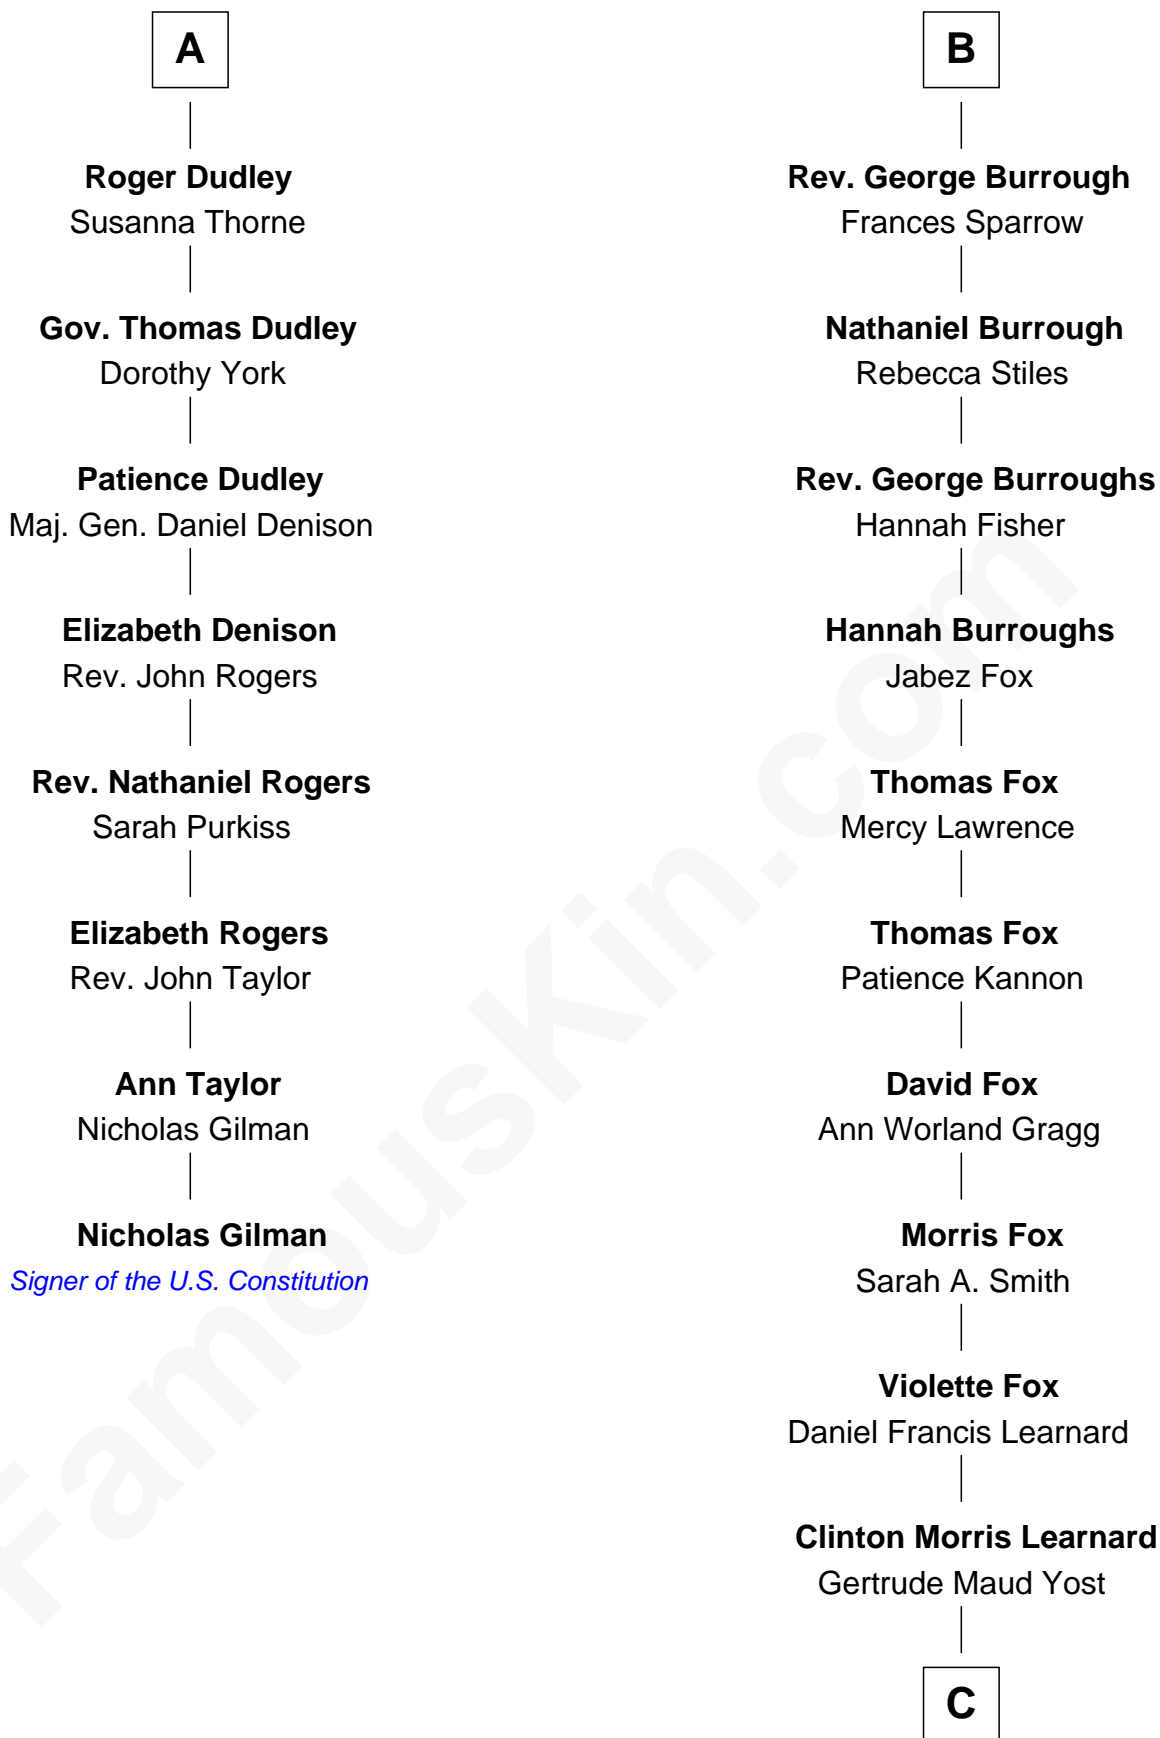 A
Roger Dudley
Susanna Thorne
Gov. Thomas Dudley
Dorothy York
Patience Dudley
Maj. Gen. Daniel Denison
Elizabeth Denison
Rev. John Rogers
Rev. Nathaniel Rogers
Sarah Purkiss
Elizabeth Rogers
Rev. John Taylor
Ann Taylor
Nicholas Gilman
Nicholas Gilman
Signer of the U.S. Constitution
B
Rev. George Burrough
Frances Sparrow
Nathaniel Burrough
Rebecca Stiles
Rev. George Burroughs
Hannah Fisher
Hannah Burroughs
Jabez Fox
Thomas Fox
Mercy Lawrence
Thomas Fox
Patience Kannon
David Fox
Ann Worland Gragg
Morris Fox
Sarah A. Smith
Violette Fox
Daniel Francis Learnard
Clinton Morris Learnard
Gertrude Maud Yost
C
FamousKin.com